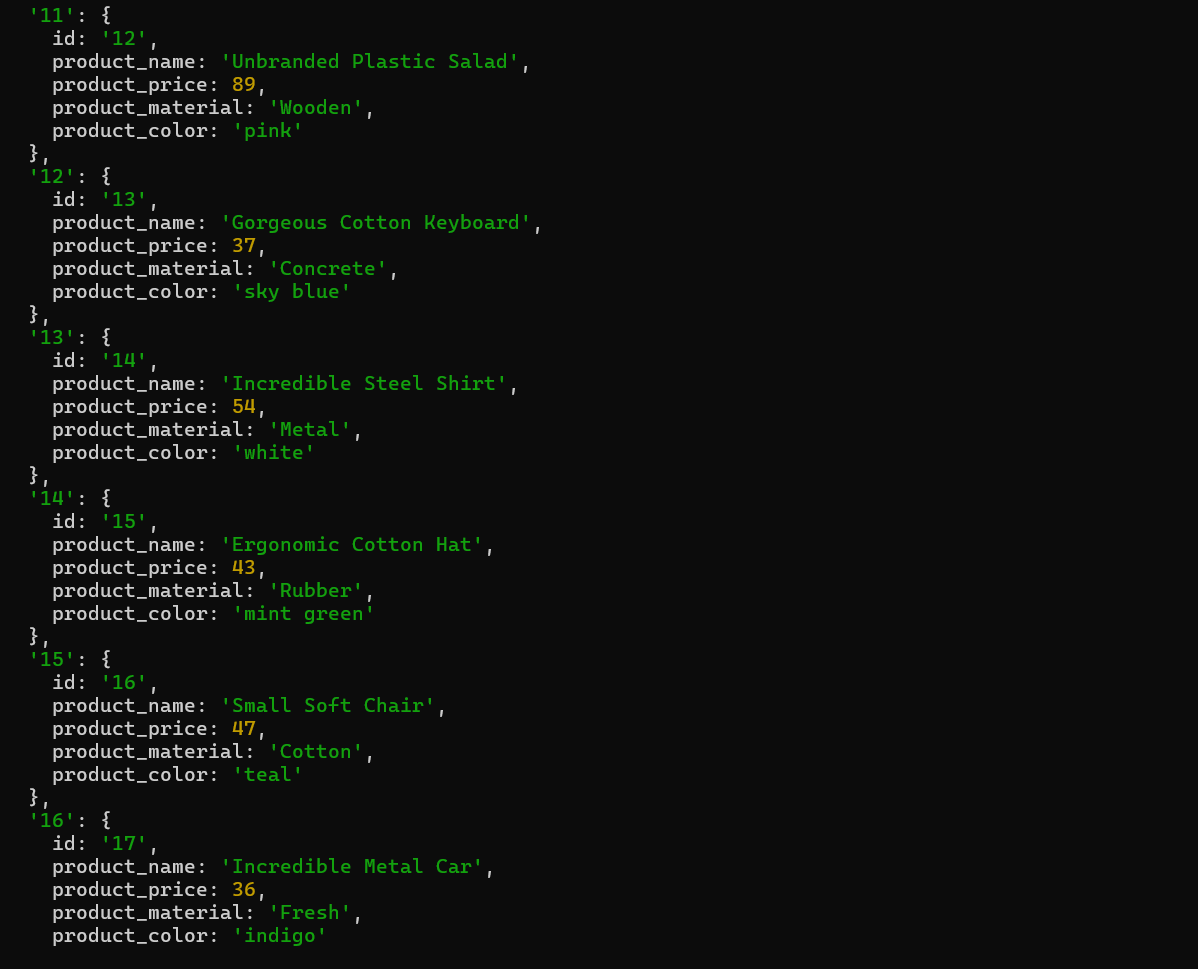 '11': {
id: '12',
product_name: 'Unbranded Plastic Salad',
product_price: 89,
product_material: 'Wooden',
product_color: 'pink'
},
'12': {
id: '13',
product_name: 'Gorgeous Cotton Keyboard',
product_price: 37,
product_material: 'Concrete',
product_color: 'sky blue'
},
'13': {
id: '14',
product_name: 'Incredible Steel Shirt',
product_price: 54,
product_material: 'Metal',
product_color: 'white'
},
'14': {
id: '15',
product_name: 'Ergonomic Cotton Hat',
product_price: 43,
product_material: 'Rubber',
product_color: 'mint green'
},
'15': {
id: '16',
product_name: 'Small Soft Chair',
product_price: 47,
product_material: 'Cotton',
product_color: 'teal'
},
'16': {
id: '17',
product_name: 'Incredible Metal Car',
product_price: 36,
product_material: 'Fresh',
product_color: 'indigo'